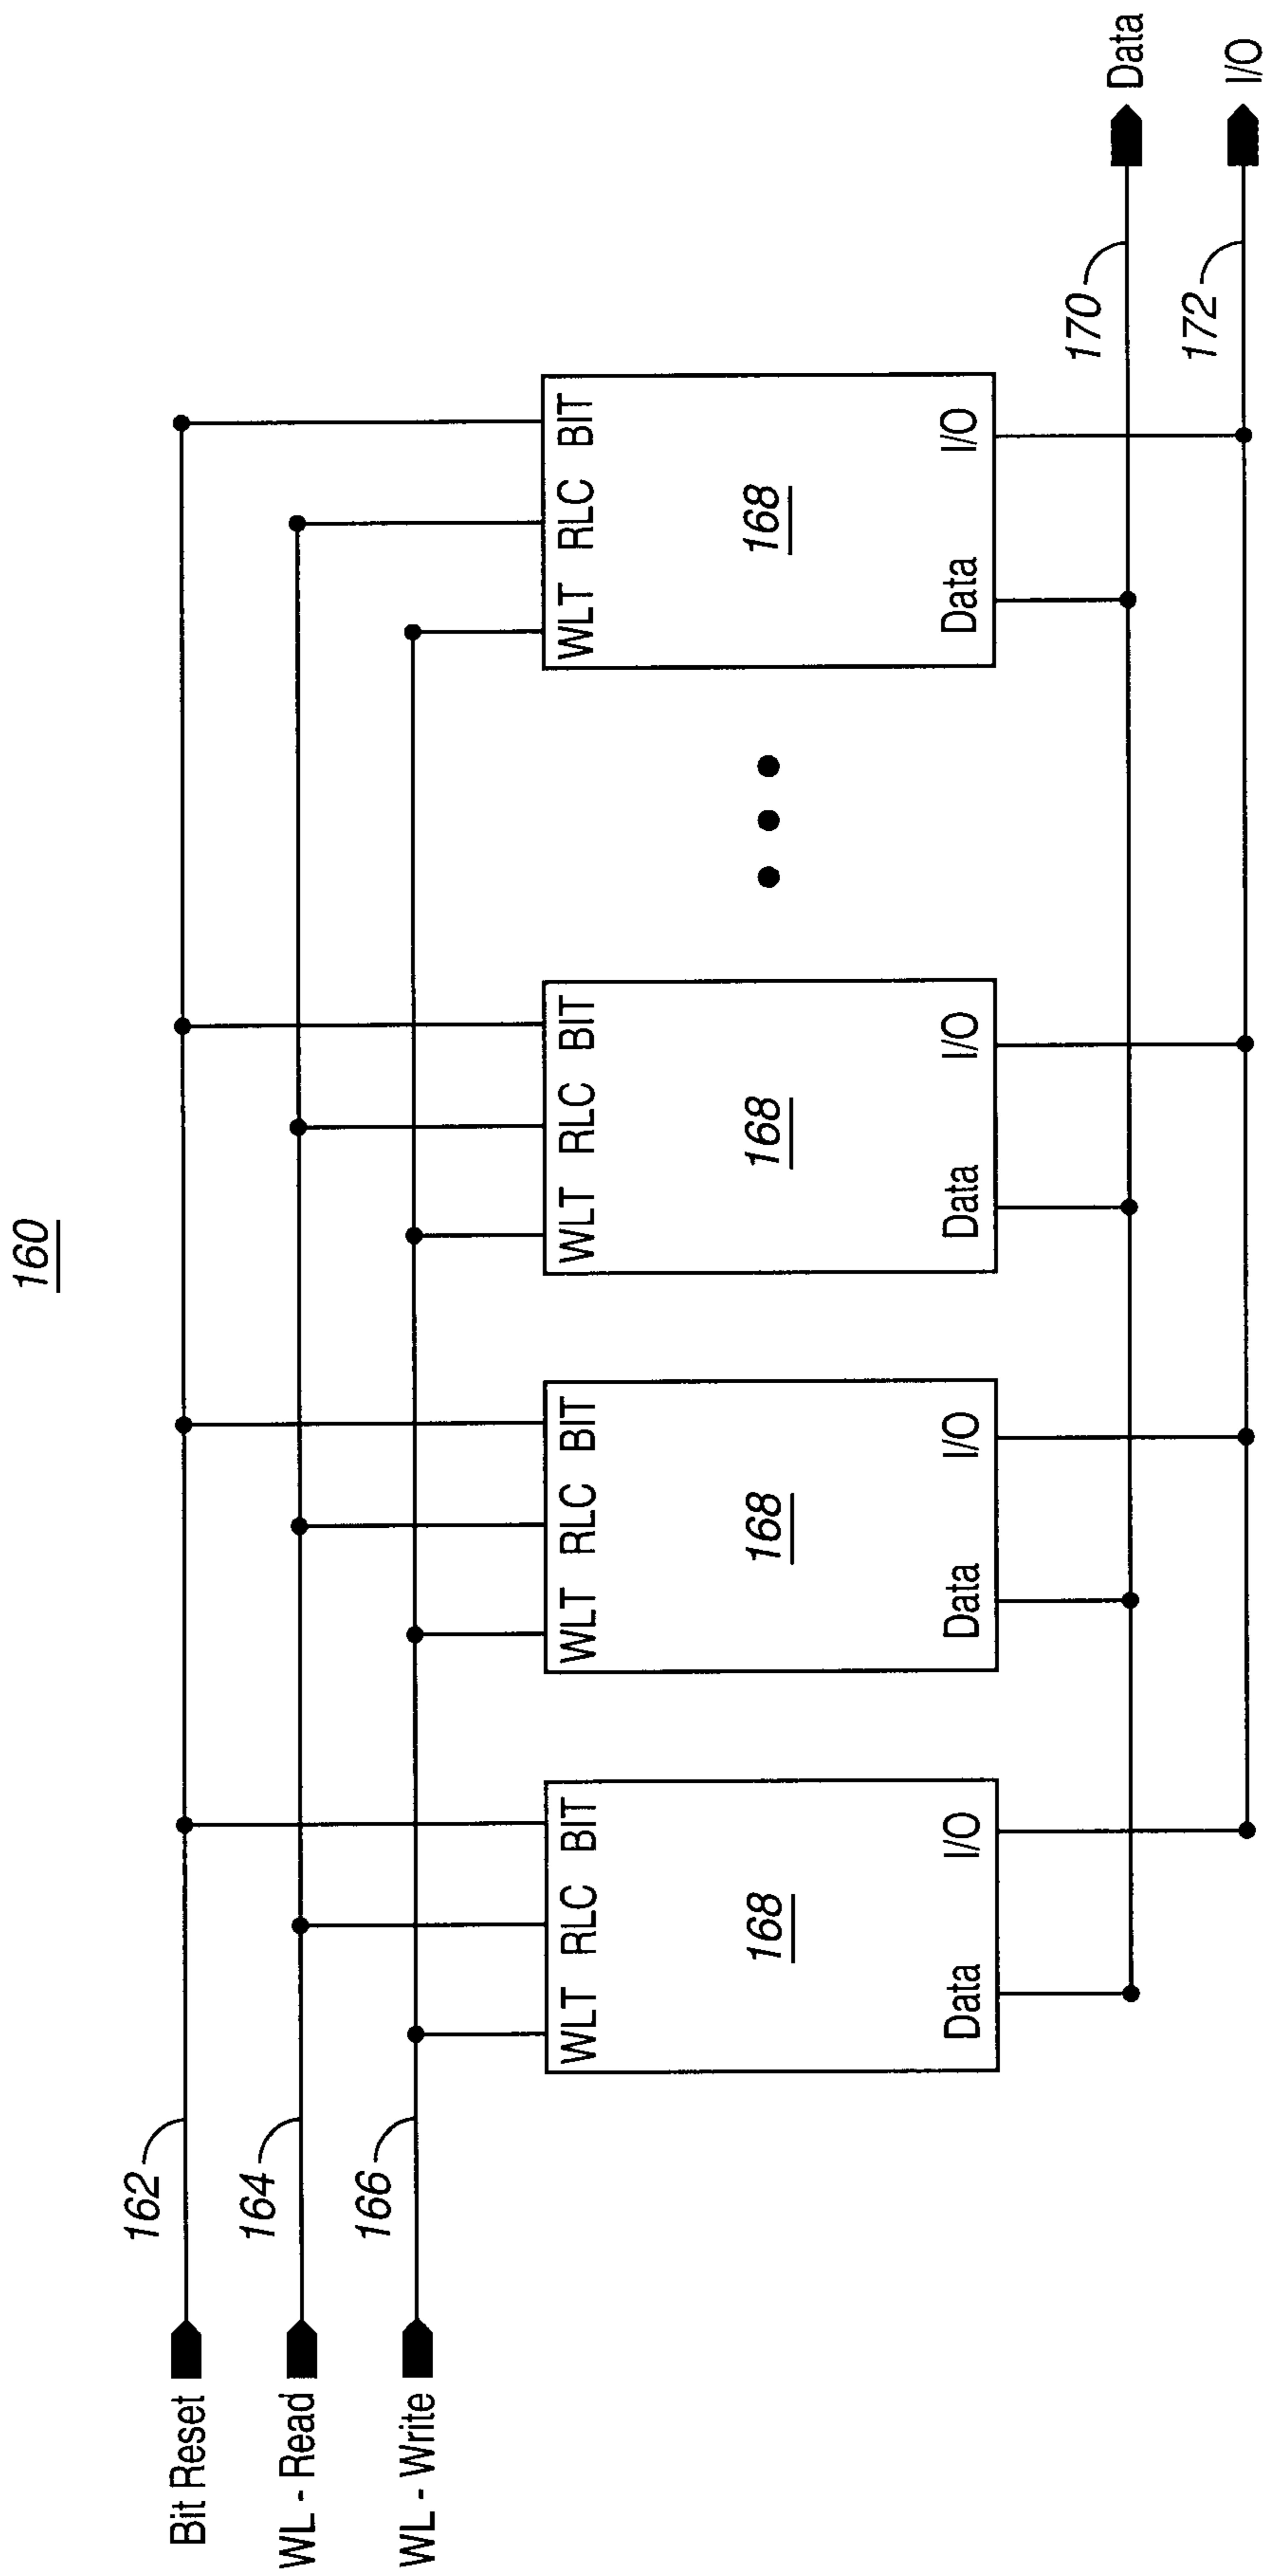 160
Bit Reset
162
WL - Read
164
WL - Write
166
WLT RLC BIT
168
Data I/O
WLT RLC BIT
168
Data I/O
WLT RLC BIT
168
Data I/O
WLT RLC BIT
168
Data I/O
170
Data
172
I/O